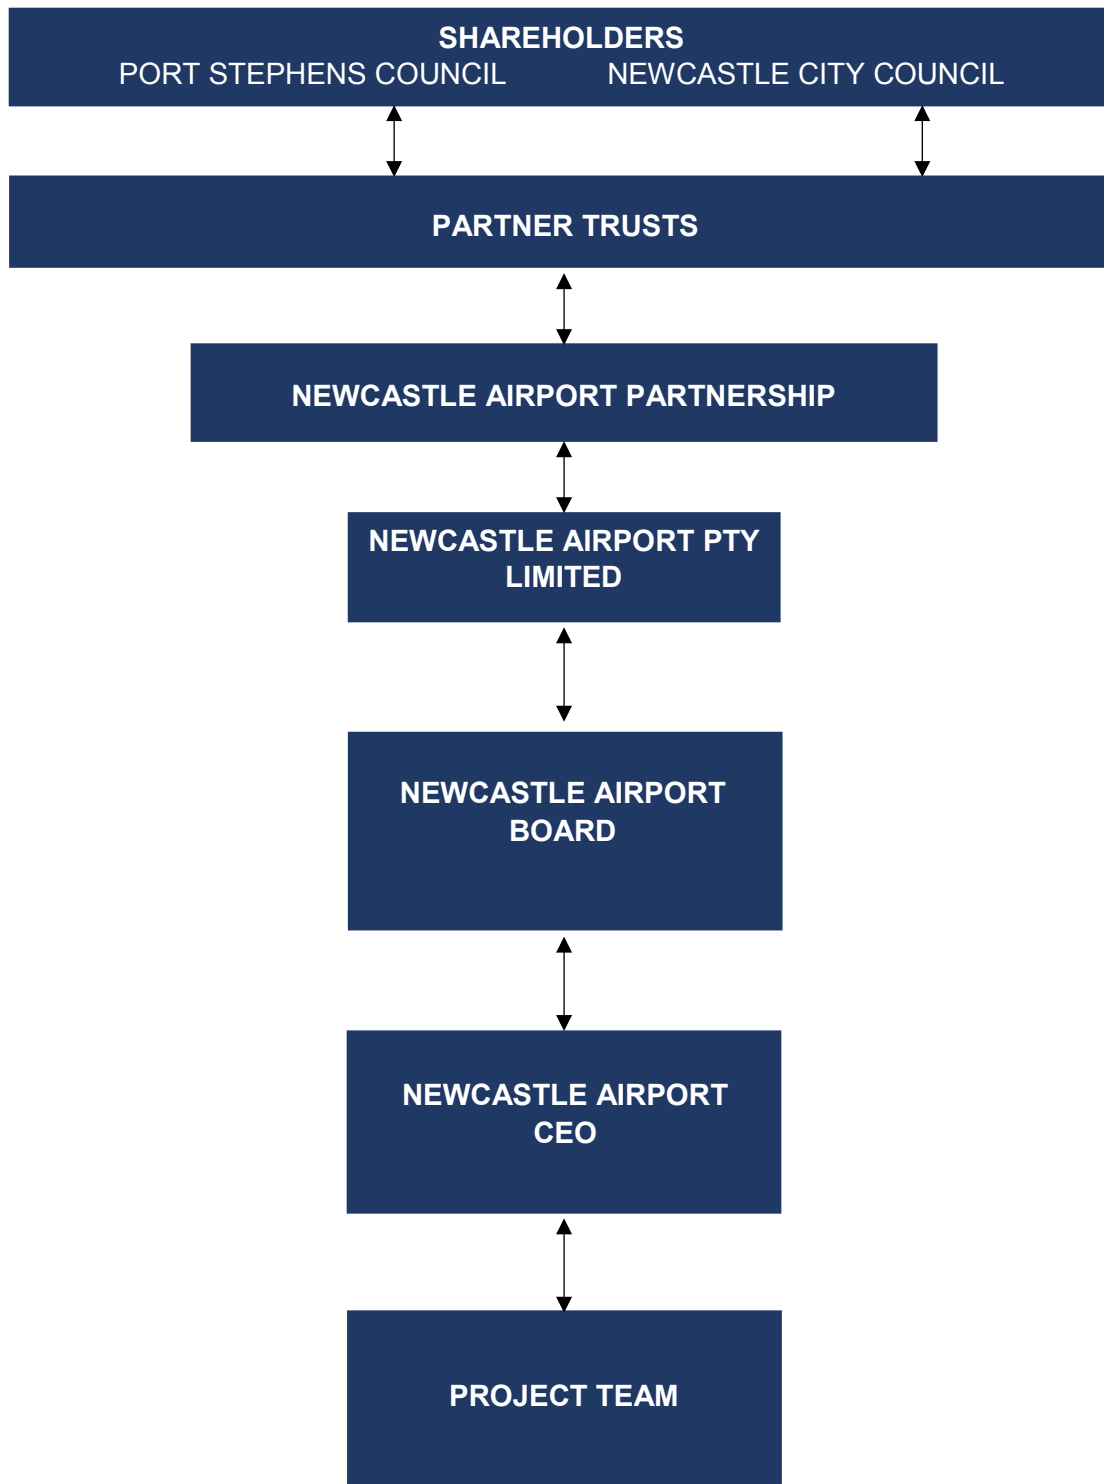 SHAREHOLDERS
PORT STEPHENS COUNCIL NEWCASTLE CITY COUNCIL
PARTNER TRUSTS
NEWCASTLE AIRPORT PARTNERSHIP
NEWCASTLE AIRPORT PTY
LIMITED
NEWCASTLE AIRPORT
BOARD
NEWCASTLE AIRPORT
CEO
PROJECT TEAM